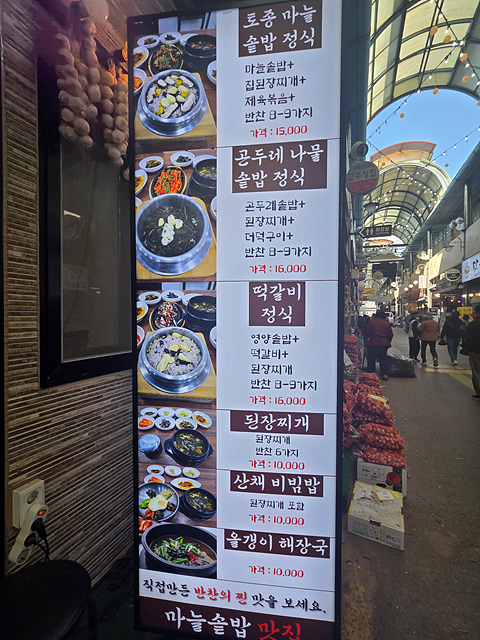 토종 마늘
솥밥 정식
마늘솥밥+
집된장찌개+
제육볶음+
반찬 8-9가지
가격 : 15,000
곤두레 나물
솥밥 정식
곤두레솥밥+
된장찌개+
더덕구이+
반찬 8-9가지
가격 : 16,000
떡갈비
정식
영양솥밥+
떡갈비+
된장찌개
반찬 8-9가지
가격 : 16,000
된장찌개
된장찌개
반찬 6가지
가격 : 10,000
산채 비빔밥
된장찌개 포함
가격 : 10,000
올갱이 해장국
가격 : 10,000
직접만든 반찬의 찐 맛을 보세요.
마늘솥밥 맛집